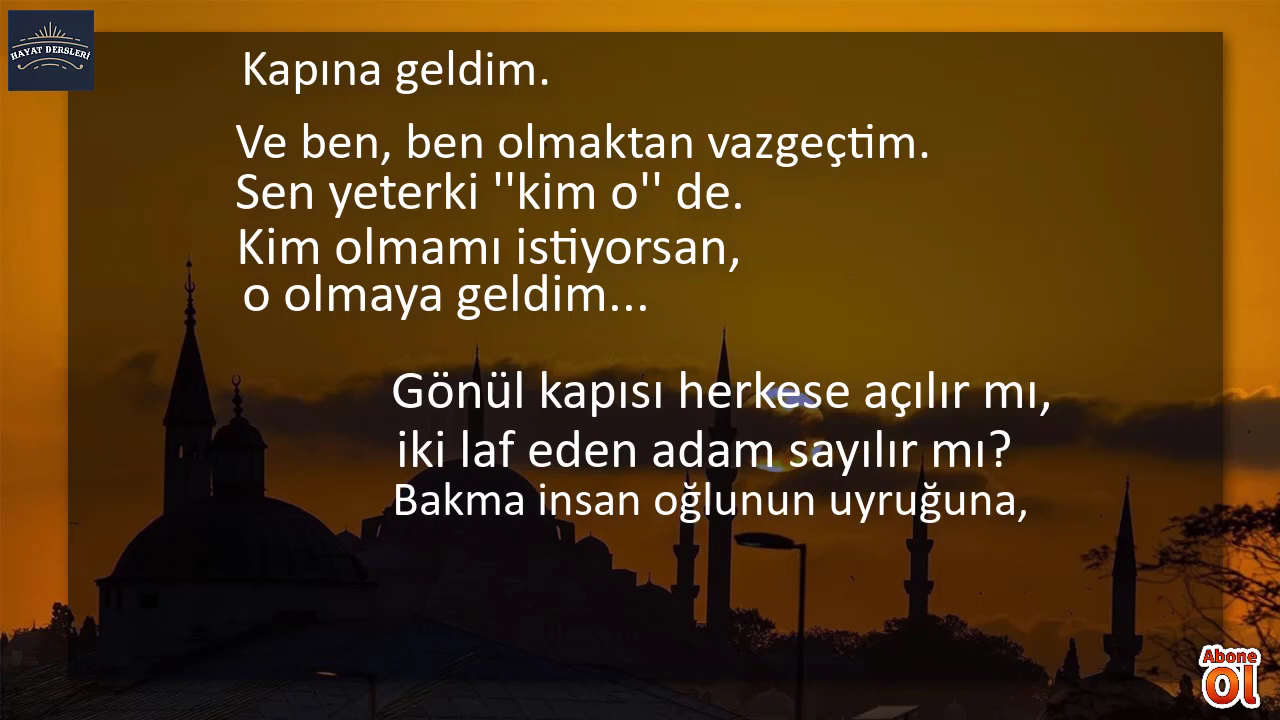 HAYAT DERSLERİ
Kapına geldim.
Ve ben, ben olmaktan vazgeçtim.
Sen yeterki ''kim o'' de.
Kim olmamı istiyorsan,
o olmaya geldim...
Gönül kapısı herkese açılır mı,
iki laf eden adam sayılır mı?
Bakma insan oğlunun uyruğuna,
Abone
ol